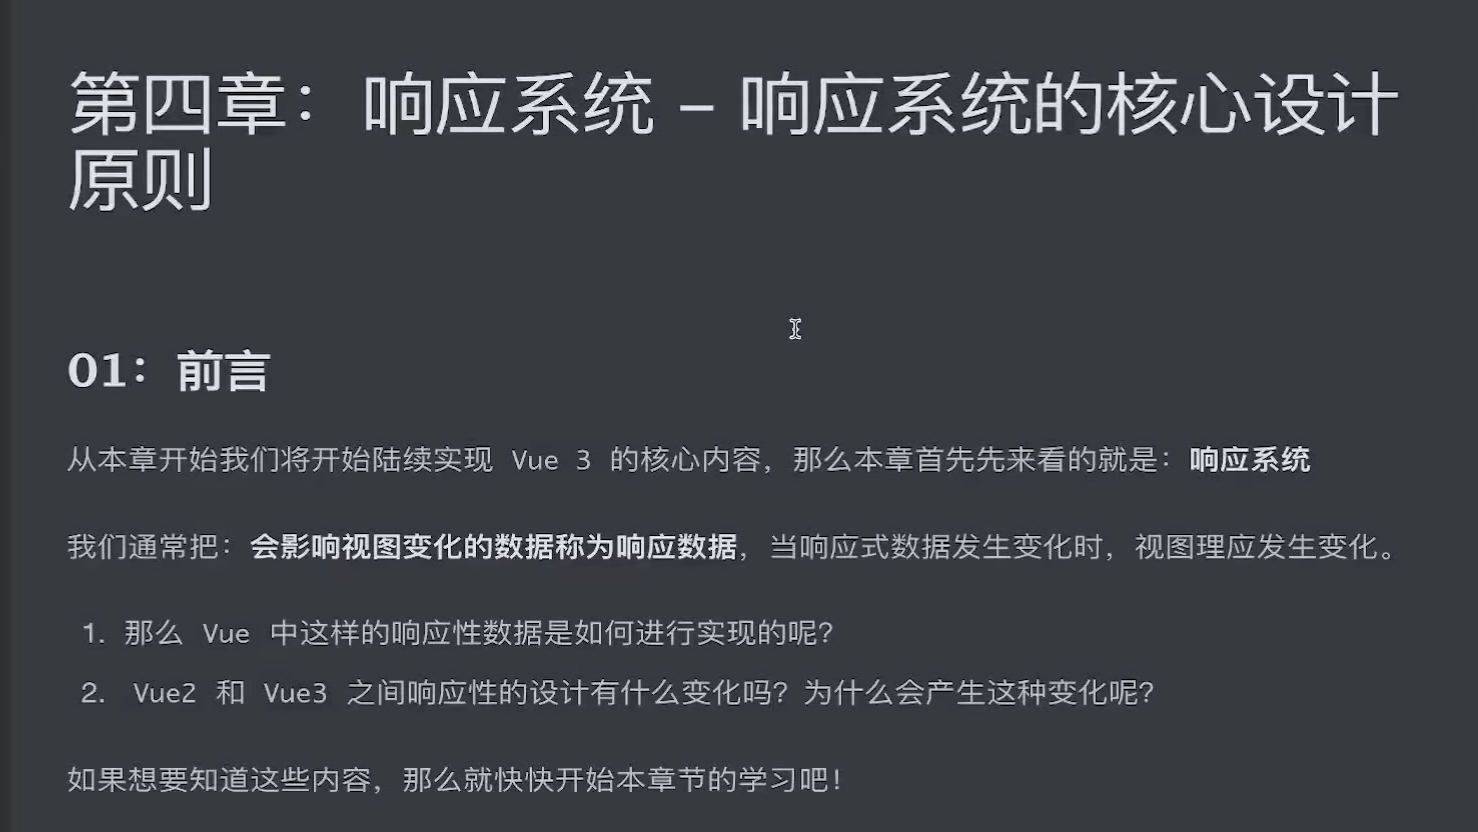 第四章：响应系统 – 响应系统的核心设计
原则
01：前言
从本章开始我们将开始陆续实现 Vue 3 的核心内容，那么本章首先先来看的就是：响应系统
我们通常把：会影响视图变化的数据称为响应数据，当响应式数据发生变化时，视图理应发生变化。
1. 那么 Vue 中这样的响应性数据是如何进行实现的呢？
2. Vue2 和 Vue3 之间响应性的设计有什么变化吗？为什么会产生这种变化呢？
如果想要知道这些内容，那么就快快开始本章节的学习吧！